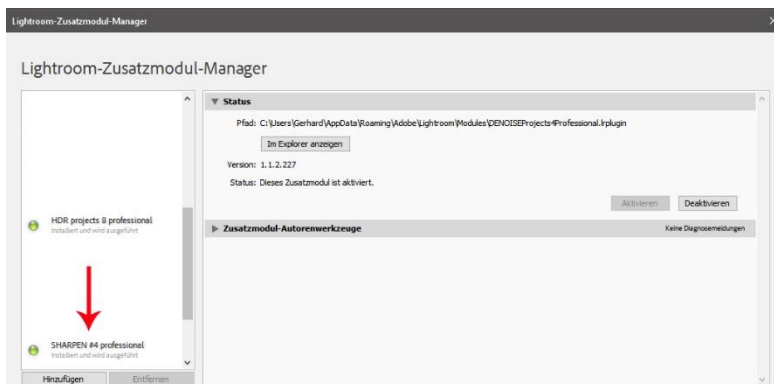 Lightroom-Zusatzmodul-Manager
Lightroom-Zusatzmodul-Manager
HDR projects 8 professional
Installiert und wird ausgeführt
SHARPEN #4 professional
Installiert und wird ausgeführt
Hinzufügen Entfernen
Status
Pfad: C:\Users\Gerhard\AppData\Roaming\Adobe\Lightroom\Modules\DENOISEProjects4Professional.lrplugin
Im Explorer anzeigen
Version: 1.1.2.227
Status: Dieses Zusatzmodul ist aktiviert.
Aktivieren Deaktivieren
Zusatzmodul-Autorenwerkzeuge Keine Diagnosemeldungen